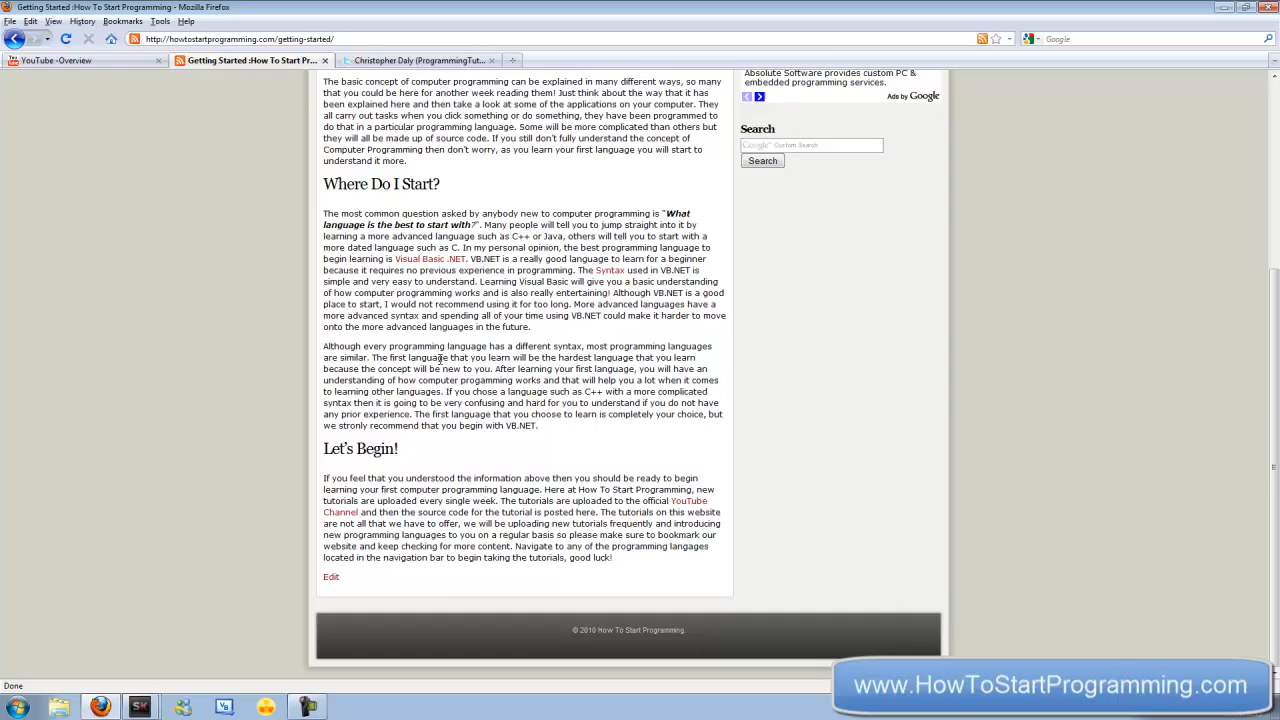 Getting Started :How To Start Programming - Mozilla Firefox
File Edit View History Bookmarks Tools Help
http://howtostartprogramming.com/getting-started/
Google
YouTube -Overview
Getting Started :How To Start Pr...
Christopher Daly (ProgrammingTut...
The basic concept of computer programming can be explained in many different ways, so many
that you could be here for another week reading them! Just think about the way that it has
been explained here and then take a look at some of the applications on your computer. They
all carry out tasks when you click something or do something, they have been programmed to
do that in a particular programming language. Some will be more complicated than others but
they will all be made up of source code. If you still don't fully understand the concept of
Computer Programming then don't worry, as you learn your first language you will start to
understand it more.
Where Do I Start?
The most common question asked by anybody new to computer programming is "What
language is the best to start with?". Many people will tell you to jump straight into it by
learning a more advanced language such as C++ or Java, others will tell you to start with a
more dated language such as C. In my personal opinion, the best programming language to
begin learning is Visual Basic .NET. VB.NET is a really good language to learn for a beginner
because it requires no previous experience in programming. The Syntax used in VB.NET is
simple and very easy to understand. Learning Visual Basic will give you a basic understanding
of how computer programming works and is also really entertaining! Although VB.NET is a good
place to start, I would not recommend using it for too long. More advanced languages have a
more advanced syntax and spending all of your time using VB.NET could make it harder to move
onto the more advanced languages in the future.
Although every programming language has a different syntax, most programming languages
are similar. The first language that you learn will be the hardest language that you learn
because the concept will be new to you. After learning your first language, you will have an
understanding of how computer progamming works and that will help you a lot when it comes
to learning other languages. If you chose a language such as C++ with a more complicated
syntax then it is going to be very confusing and hard for you to understand if you do not have
any prior experience. The first language that you choose to learn is completely your choice, but
we stronly recommend that you begin with VB.NET.
Let's Begin!
If you feel that you understood the information above then you should be ready to begin
learning your first computer programming language. Here at How To Start Programming, new
tutorials are uploaded every single week. The tutorials are uploaded to the official YouTube
Channel and then the source code for the tutorial is posted here. The tutorials on this website
are not all that we have to offer, we will be uploading new tutorials frequently and introducing
new programming languages to you on a regular basis so please make sure to bookmark our
website and keep checking for more content. Navigate to any of the programming langages
located in the navigation bar to begin taking the tutorials, good luck!
Edit
Absolute Software provides custom PC &
embedded programming services.
Ads by Google
Search
Google™ Custom Search
Search
© 2010 How To Start Programming.
Done
www.HowToStartProgramming.com
SK
VB